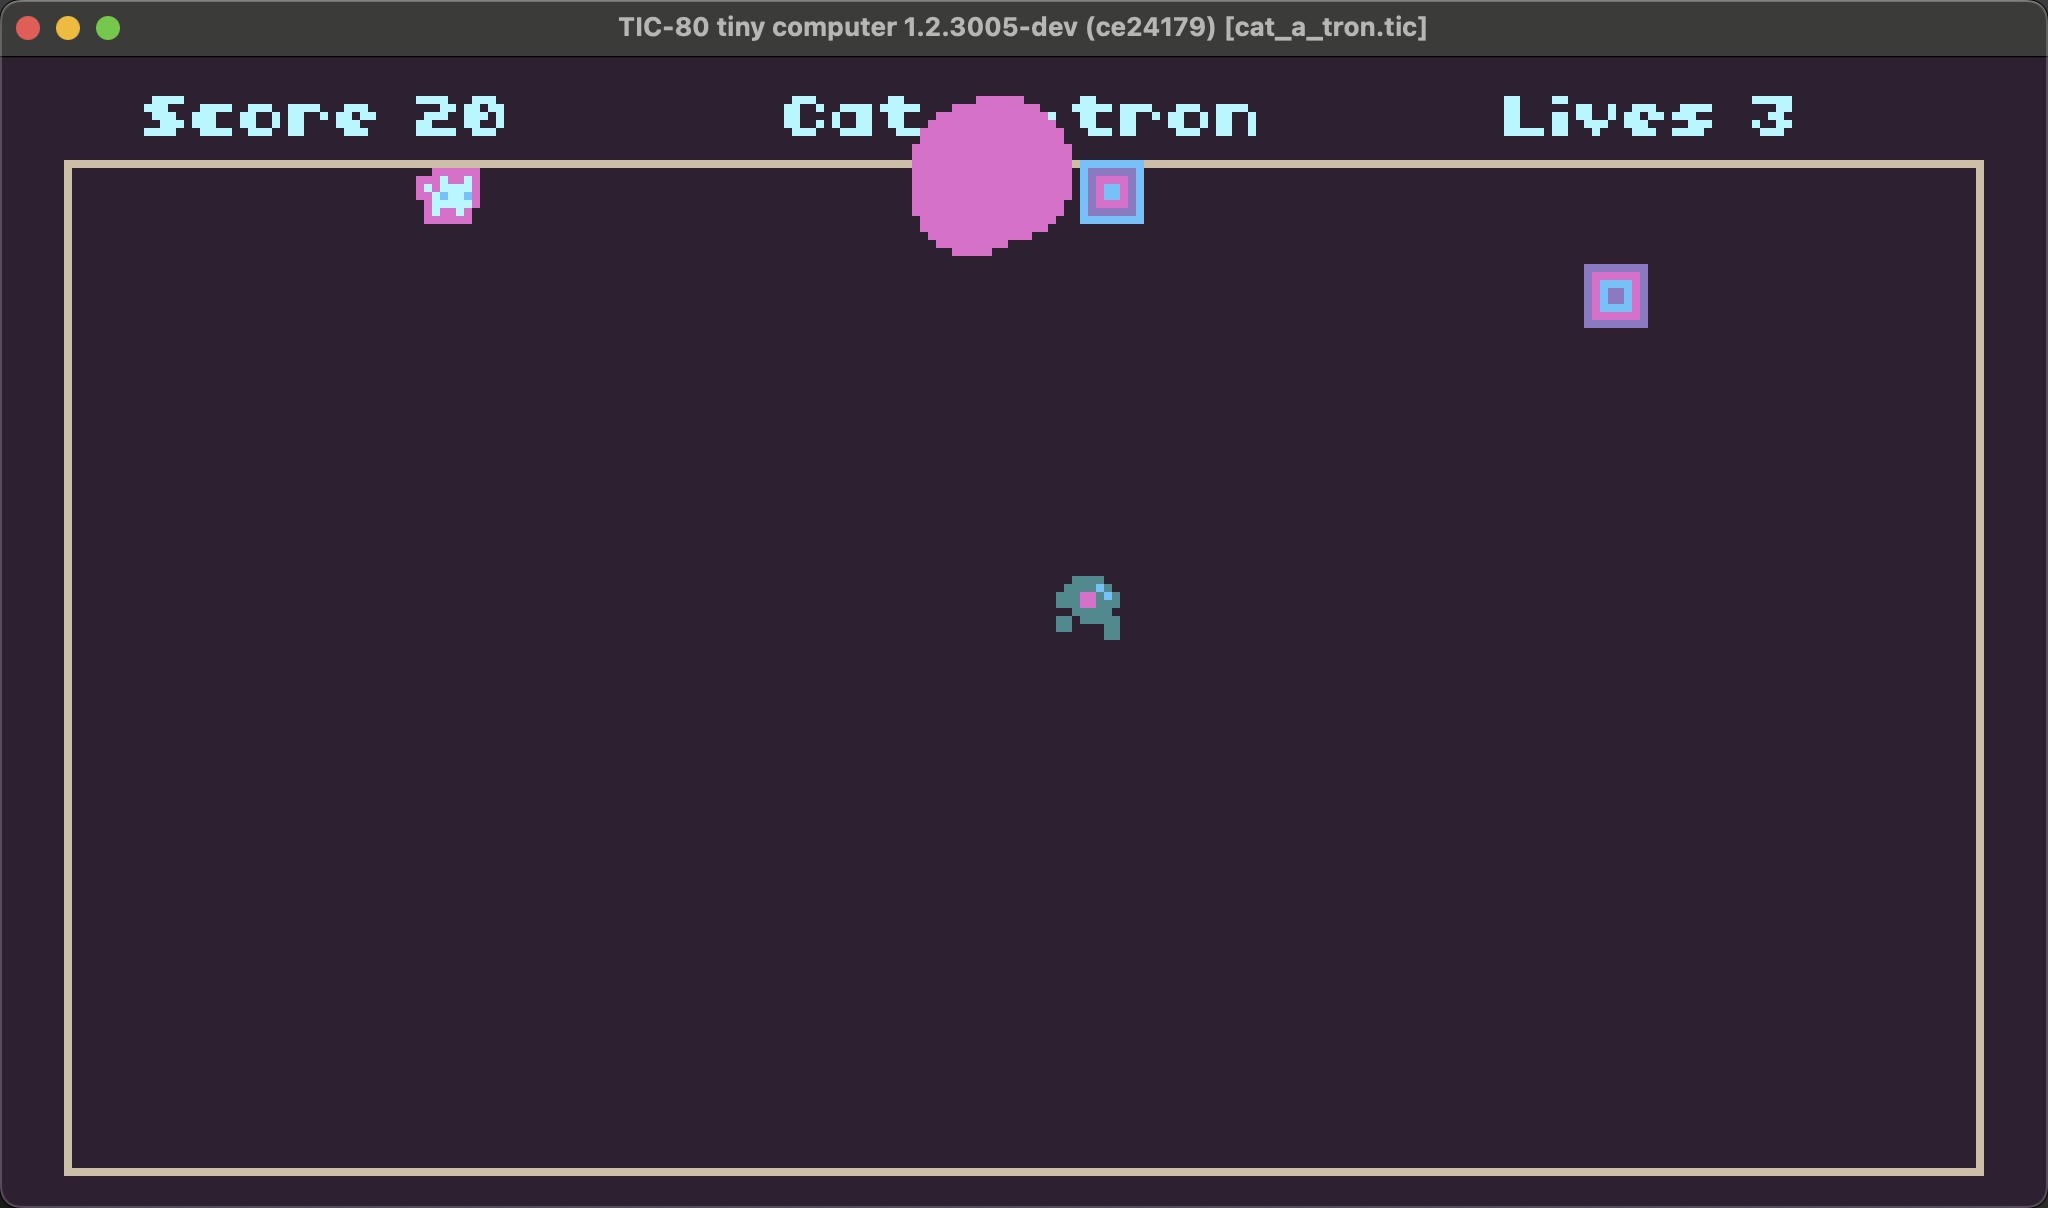 TIC-80 tiny computer 1.2.3005-dev (ce24179) [cat_a_tron.tic]
Score 20 Cat tron Lives 3